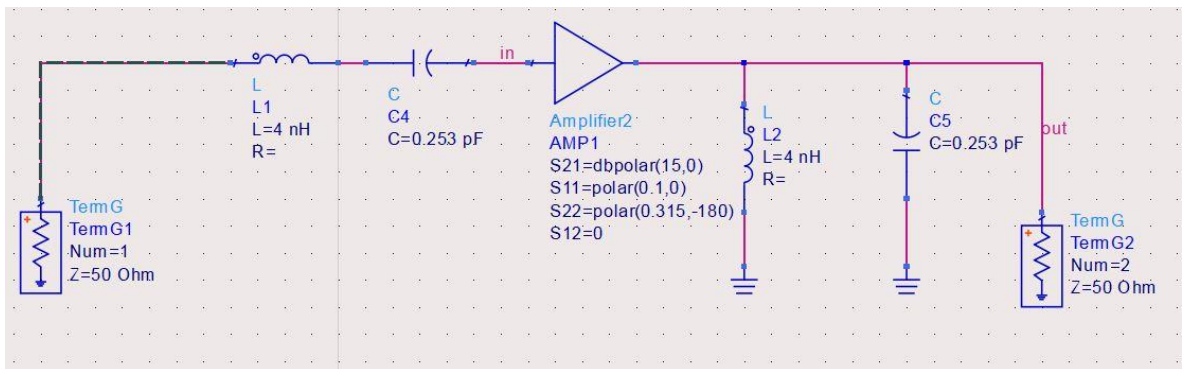 in
L
L1
L=4 nH
R=
C
C4
C=0.253 pF
Amplifier2
AMP1
S21=dbpolar(15,0)
S11=polar(0.1,0)
S22=polar(0.315,-180)
S12=0
L
L2
L=4 nH
R=
C
C5
C=0.253 pF
out
+
TermG
TermG1
Num=1
Z=50 Ohm
+
TermG
TermG2
Num=2
Z=50 Ohm